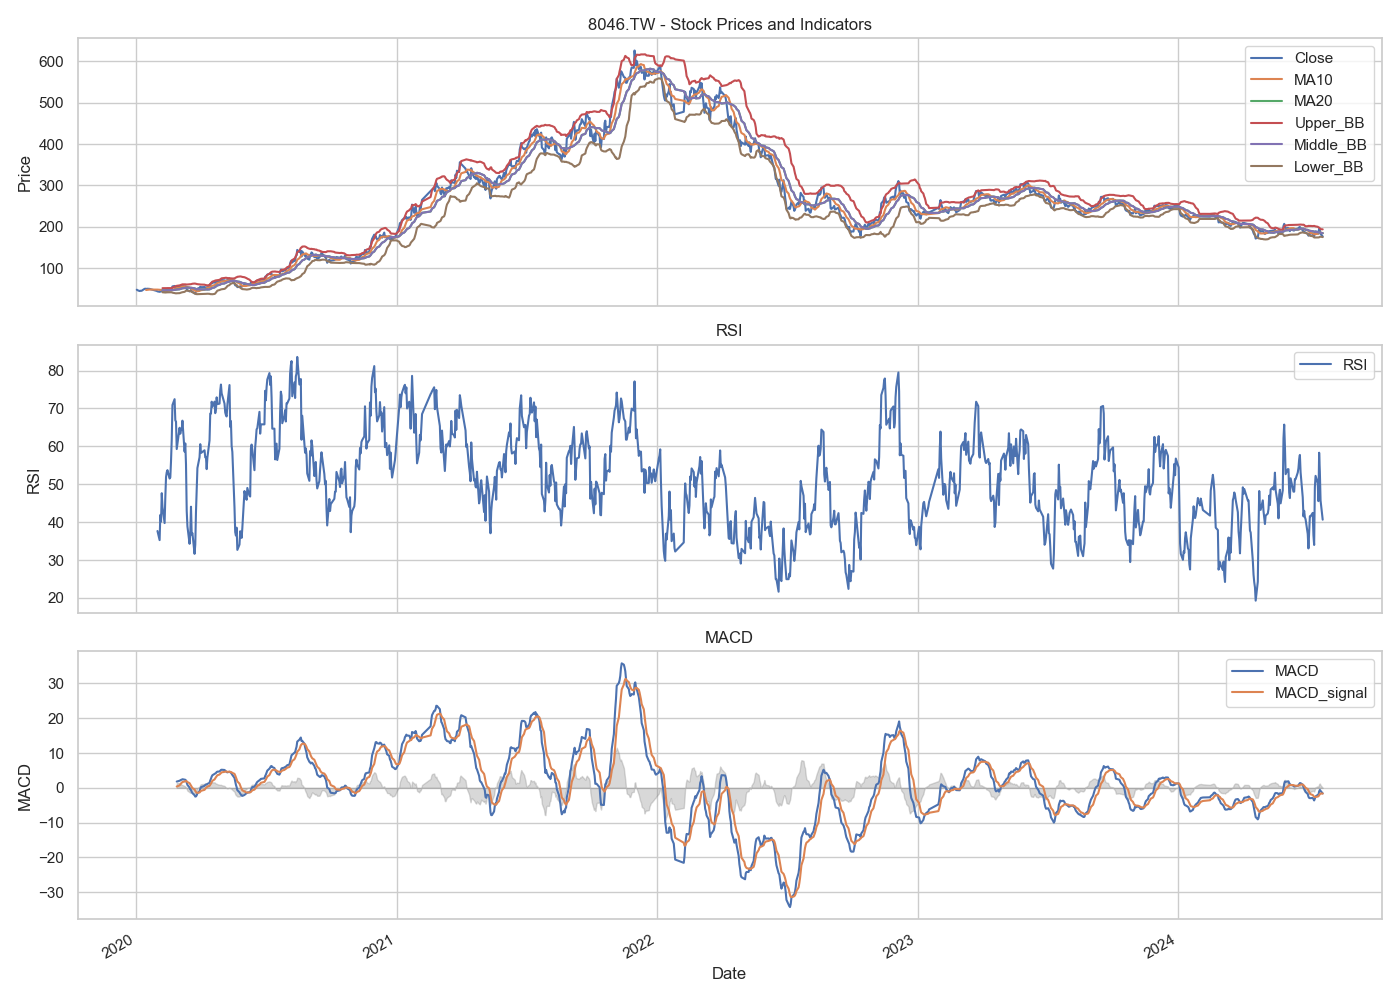 8046.TW - Stock Prices and Indicators
Price
600
500
400
300
200
100
Close
MA10
MA20
Upper_BB
Middle_BB
Lower_BB
RSI
RSI
80
70
60
50
40
30
20
RSI
MACD
MACD
30
20
10
0
−10
−20
−30
MACD
MACD_signal
2020
2021
2022
2023
2024
Date